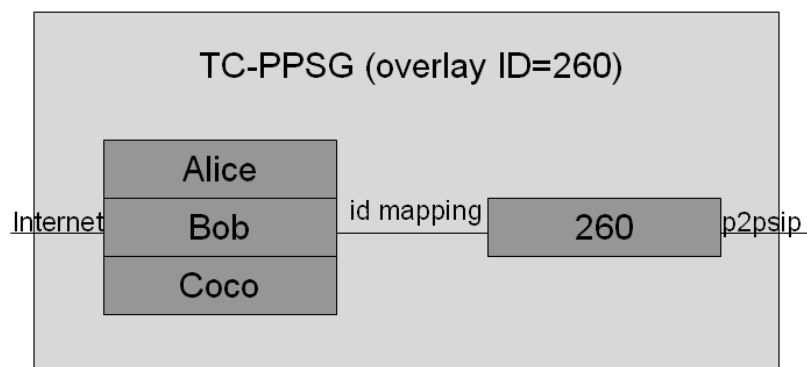 TC-PPSG (overlay ID=260)
Alice
Internet
Bob
id mapping
260
p2psip
Coco